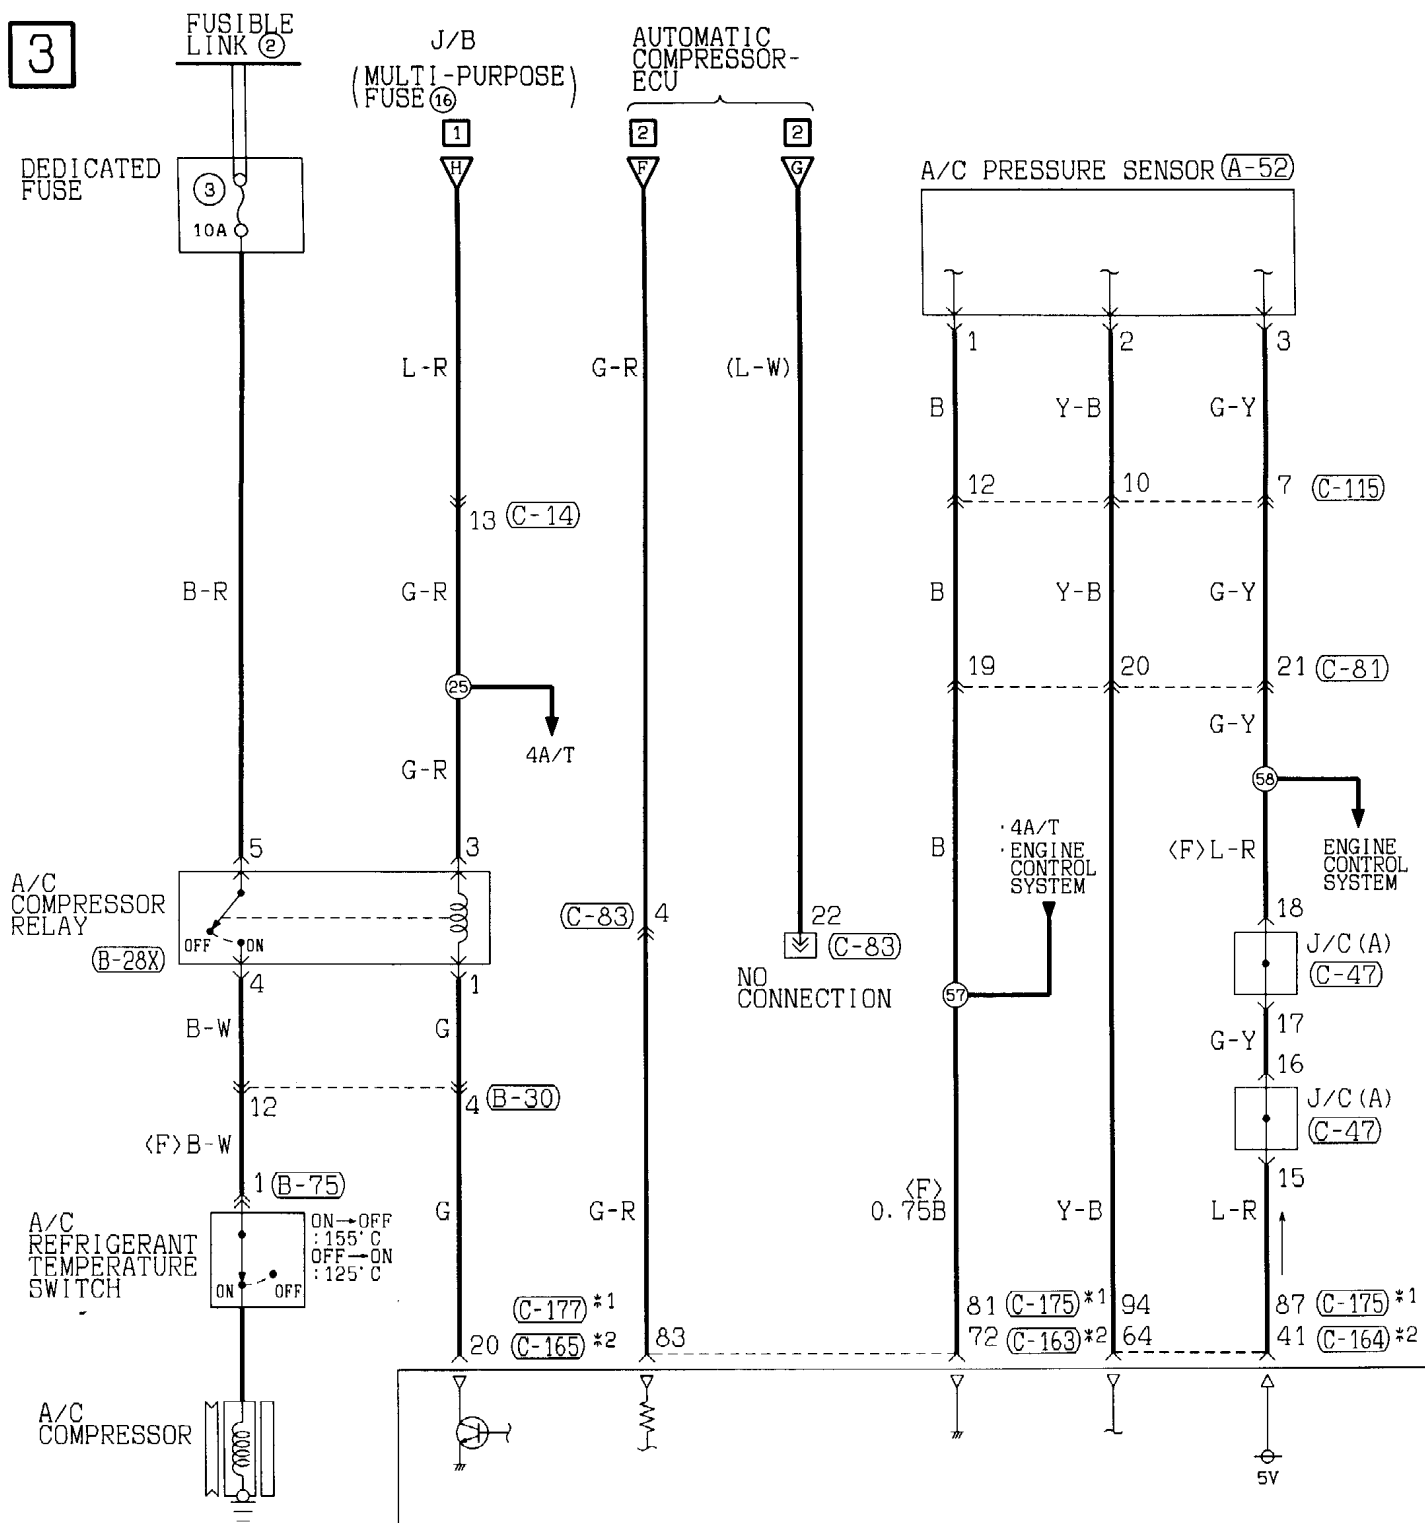 3
FUSIBLE
LINK ②
J/B
(MULTI-PURPOSE
FUSE ⑯)
AUTOMATIC
COMPRESSOR-
ECU
1
2
2
H
F
G
DEDICATED
FUSE
③
10A
A/C PRESSURE SENSOR (A-52)
1
2
3
L-R
G-R
(L-W)
B
Y-B
G-Y
12
10
7 (C-115)
13 (C-14)
B-R
G-R
B
Y-B
G-Y
19
20
21 (C-81)
25
4A/T
G-Y
58
G-R
5
3
B
·4A/T
·ENGINE
CONTROL
SYSTEM
<F>L-R
ENGINE
CONTROL
SYSTEM
A/C
COMPRESSOR
RELAY
(B-28X)
OFF
ON
(C-83) 4
22
(C-83)
NO
CONNECTION
57
18
J/C(A)
(C-47)
4
1
17
B-W
G
G-Y
16
12
4 (B-30)
J/C(A)
(C-47)
<F>B-W
15
1 (B-75)
A/C
REFRIGERANT
TEMPERATURE
SWITCH
ON→OFF
:155°C
OFF→ON
:125°C
ON
OFF
G
G-R
<F>
0.75B
Y-B
L-R
(C-177)*1
81 (C-175)*1 94
87 (C-175)*1
20 (C-165)*2
83
72 (C-163)*2 64
41 (C-164)*2
A/C
COMPRESSOR
5V